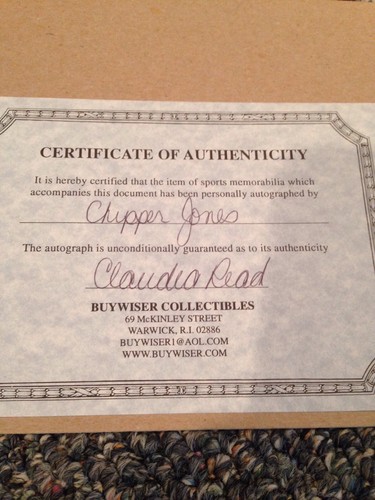 CERTIFICATE OF AUTHENTICITY
It is hereby certified that the item of sports memorabilia which
accompanies this document has been personally autographed by
Chipper Jones
The autograph is unconditionally guaranteed as to its authenticity
Claudia Read
BUYWISER COLLECTIBLES
69 McKINLEY STREET
WARWICK, R.I. 02886
BUYWISER1@AOL.COM
WWW.BUYWISER.COM